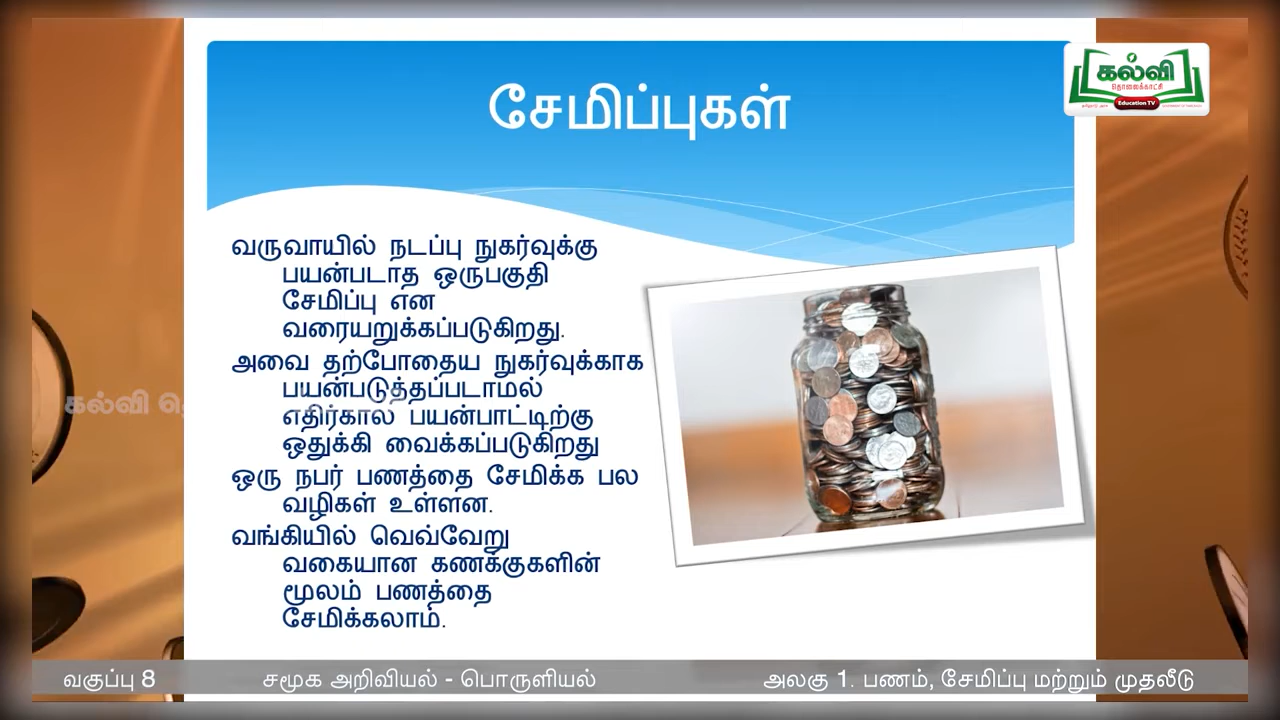 சேமிப்புகள்
கல்வி
தொலைக்காட்சி
Education TV
வருவாயில் நடப்பு நுகர்வுக்கு
பயன்படாத ஒருபகுதி
சேமிப்பு என
வரையறுக்கப்படுகிறது.
அவை தற்போதைய நுகர்வுக்காக
பயன்படுத்தப்படாமல்
எதிர்கால பயன்பாட்டிற்கு
ஒதுக்கி வைக்கப்படுகிறது
ஒரு நபர் பணத்தை சேமிக்க பல
வழிகள் உள்ளன.
வங்கியில் வெவ்வேறு
வகையான கணக்குகளின்
மூலம் பணத்தை
சேமிக்கலாம்.
கல்வி
வகுப்பு 8 சமூக அறிவியல் - பொருளியல் அலகு 1. பணம், சேமிப்பு மற்றும் முதலீடு